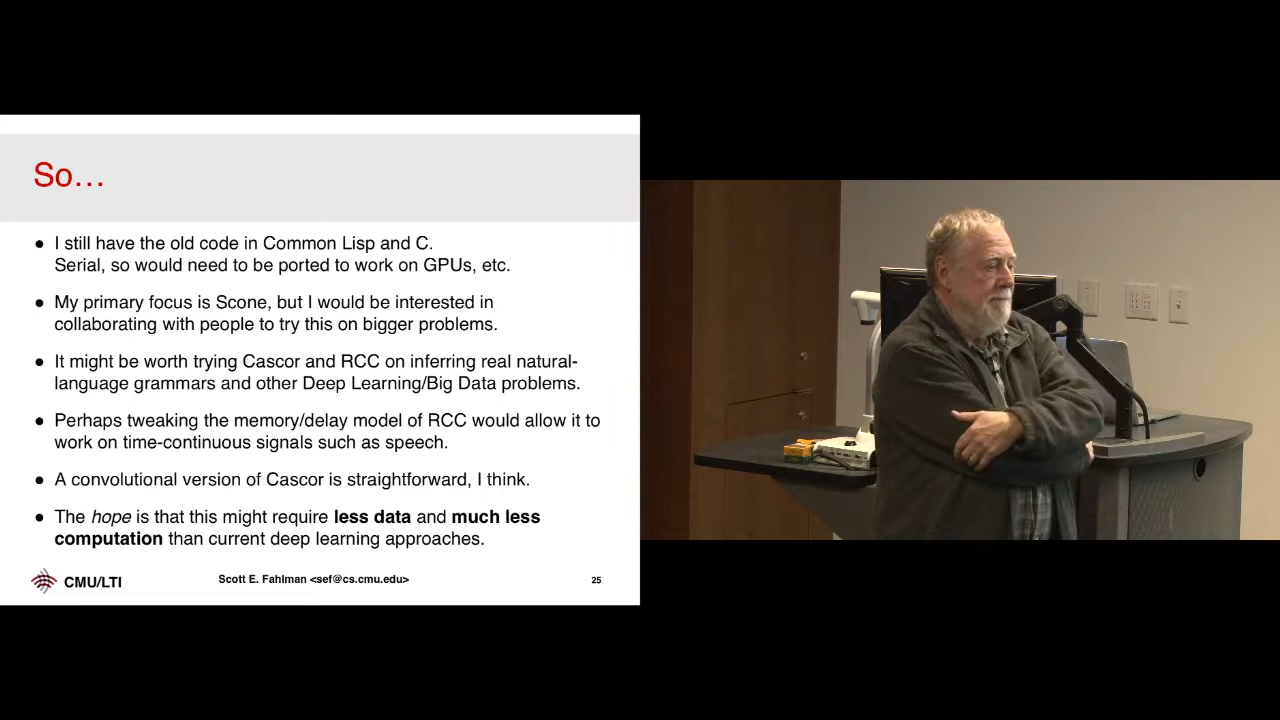 So…
• I still have the old code in Common Lisp and C.
Serial, so would need to be ported to work on GPUs, etc.
• My primary focus is Scone, but I would be interested in
collaborating with people to try this on bigger problems.
• It might be worth trying Cascor and RCC on inferring real natural-
language grammars and other Deep Learning/Big Data problems.
• Perhaps tweaking the memory/delay model of RCC would allow it to
work on time-continuous signals such as speech.
• A convolutional version of Cascor is straightforward, I think.
• The hope is that this might require less data and much less
computation than current deep learning approaches.
CMU/LTI
Scott E. Fahlman <sef@cs.cmu.edu>
25